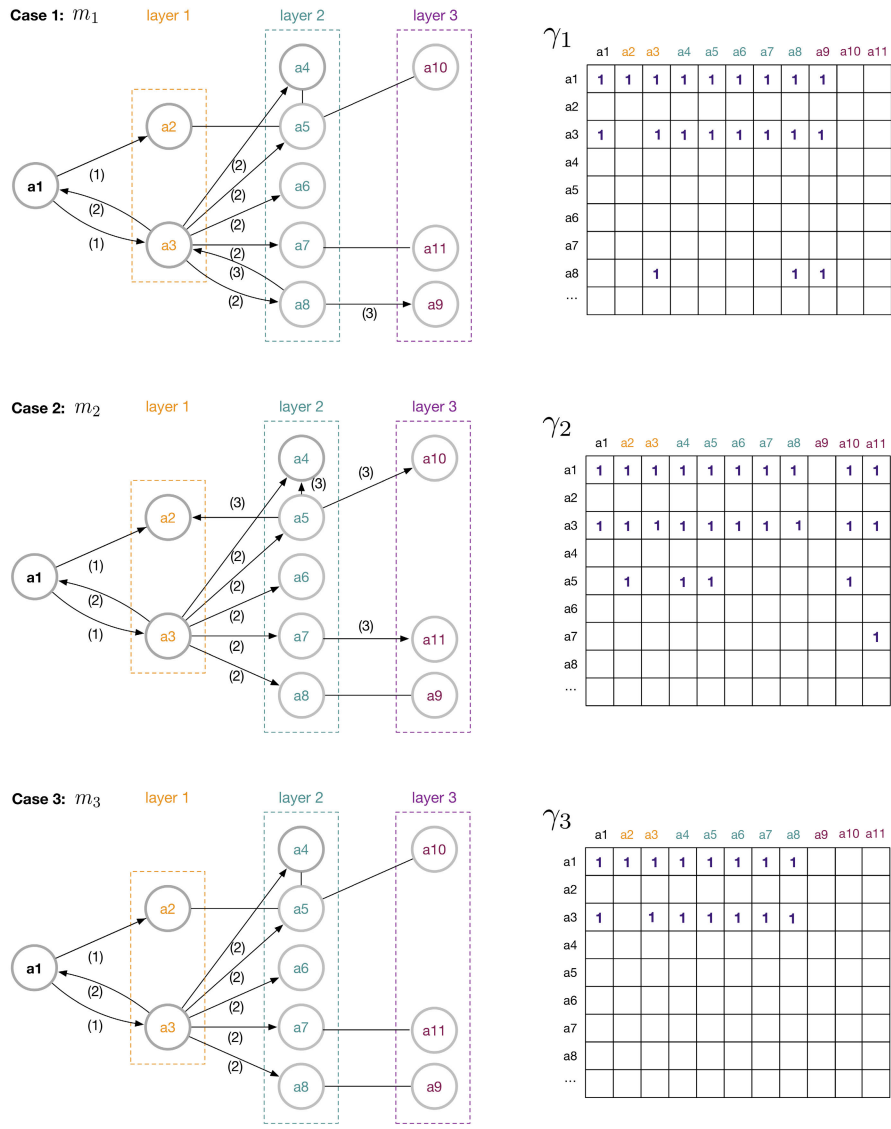 Case 1: m₁ layer 1 layer 2 layer 3
a4 a10
a2 a5
(1) (2)
a1 a6
(2) (2) (2)
(1) a3 (2) a7 a11
(3)
(2) a8 (3) a9
γ₁
a1 a2 a3 a4 a5 a6 a7 a8 a9 a10 a11
a1 1 1 1 1 1 1 1 1 1
a2
a3 1 1 1 1 1 1 1 1
a4
a5
a6
a7
a8 1 1 1
...
Case 2: m₂ layer 1 layer 2 layer 3
a4 (3) (3) a10
a2 (3) a5
(1) (2)
a1 (2) a6
(2) (2)
(1) a3 (2) a7 (3) a11
(2) a8 a9
γ₂
a1 a2 a3 a4 a5 a6 a7 a8 a9 a10 a11
a1 1 1 1 1 1 1 1 1 1 1
a2
a3 1 1 1 1 1 1 1 1 1 1
a4
a5 1 1 1 1
a6
a7 1
a8
...
Case 3: m₃ layer 1 layer 2 layer 3
a4 a10
a2 a5
(1) (2)
a1 (2) a6
(2) (2)
(1) a3 (2) a7 a11
(2) a8 a9
γ₃
a1 a2 a3 a4 a5 a6 a7 a8 a9 a10 a11
a1 1 1 1 1 1 1 1 1
a2
a3 1 1 1 1 1 1 1
a4
a5
a6
a7
a8
...